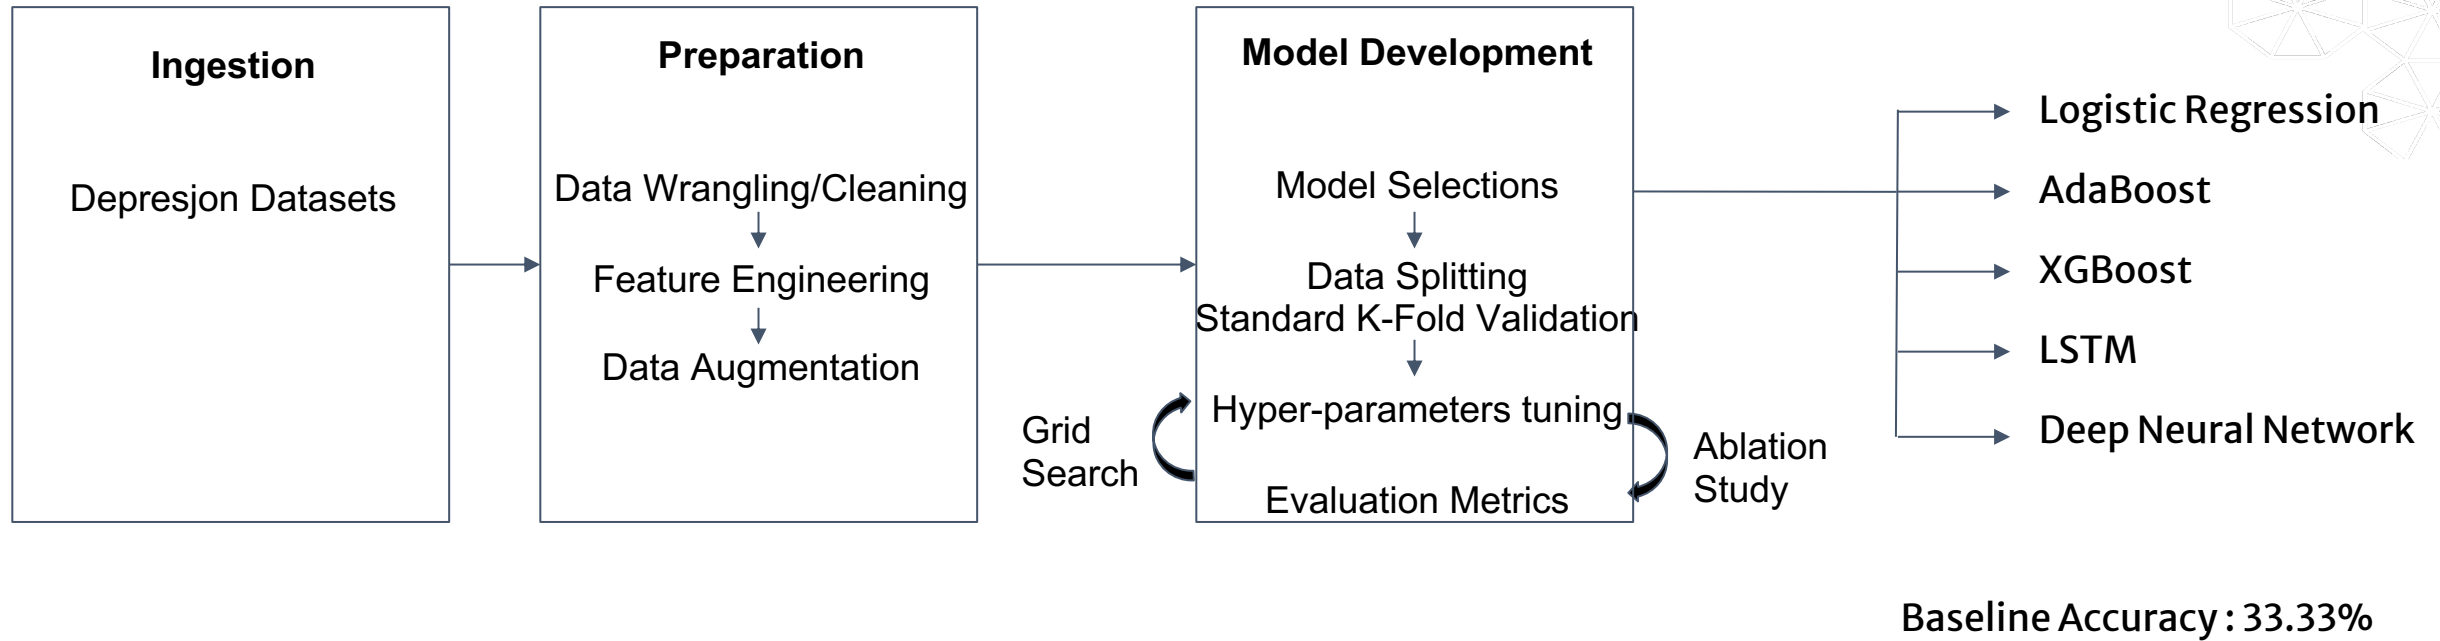 Ingestion
Depresjon Datasets
Preparation
Data Wrangling/Cleaning
Feature Engineering
Data Augmentation
Model Development
Model Selections
Data Splitting
Standard K-Fold Validation
Hyper-parameters tuning
Evaluation Metrics
Grid
Search
Ablation
Study
Logistic Regression
AdaBoost
XGBoost
LSTM
Deep Neural Network
Baseline Accuracy : 33.33%